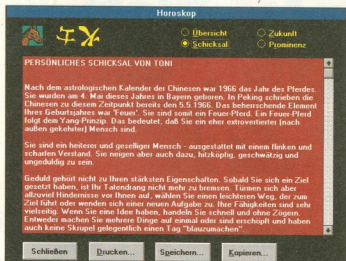 Horoskop
Übersicht
Zukunft
Schicksal
Prominenz
PERSÖNLICHES SCHICKSAL VON TONI
Nach dem astrologischen Kalender der Chinesen war 1966 das Jahr des Pferdes.
Sie wurden am 4. Mai dieses Jahres in Bayern geboren. In Peking schrieben die
Chinesen zu diesem Zeitpunkt bereits den 5.5.1966. Das beherrschende Element
Ihres Geburtsjahres war 'Feuer'. Sie sind somit ein Feuer-Pferd. Ein Feuer-Pferd
folgt dem Yang-Prinzip. Das bedeutet, daß Sie ein eher extrovertierter (nach
außen gekehrter) Mensch sind.
Sie sind ein heiterer und geselliger Mensch - ausgestattet mit einem flinken und
scharfen Verstand. Sie neigen aber auch dazu, hitzköpfig, geschwätzig und
ungeduldig zu sein.
Geduld gehört nicht zu Ihren stärksten Eigenschaften. Sobald Sie sich ein Ziel
gesetzt haben, ist Ihr Tatendrang nicht mehr zu bremsen. Türmen sich aber
allzuviel Hindernisse vor Ihnen auf, wählen Sie einen leichteren Weg, der zum
Ziel führt oder wenden sich einer neuen Aufgabe zu. Ihre Fähigkeiten sind sehr
vielseitig. Wenn Sie eine Idee haben, handeln Sie schnell und ohne Zögern.
Entweder machen Sie mehrere Dinge auf einmal oder sind erschöpft und haben
auch keine Skrupel gelegentlich einen Tag "blauzumachen".
Schließen
Drucken...
Speichern...
Kopieren...